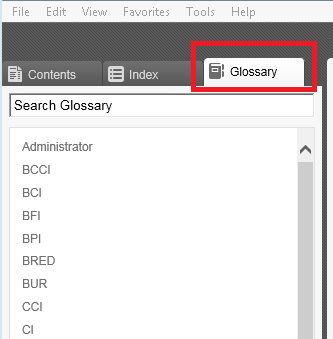 File Edit View Favorites Tools Help
Contents Index Glossary
Search Glossary
Administrator
BCCI
BCI
BFI
BPI
BRED
BUR
CCI
CI